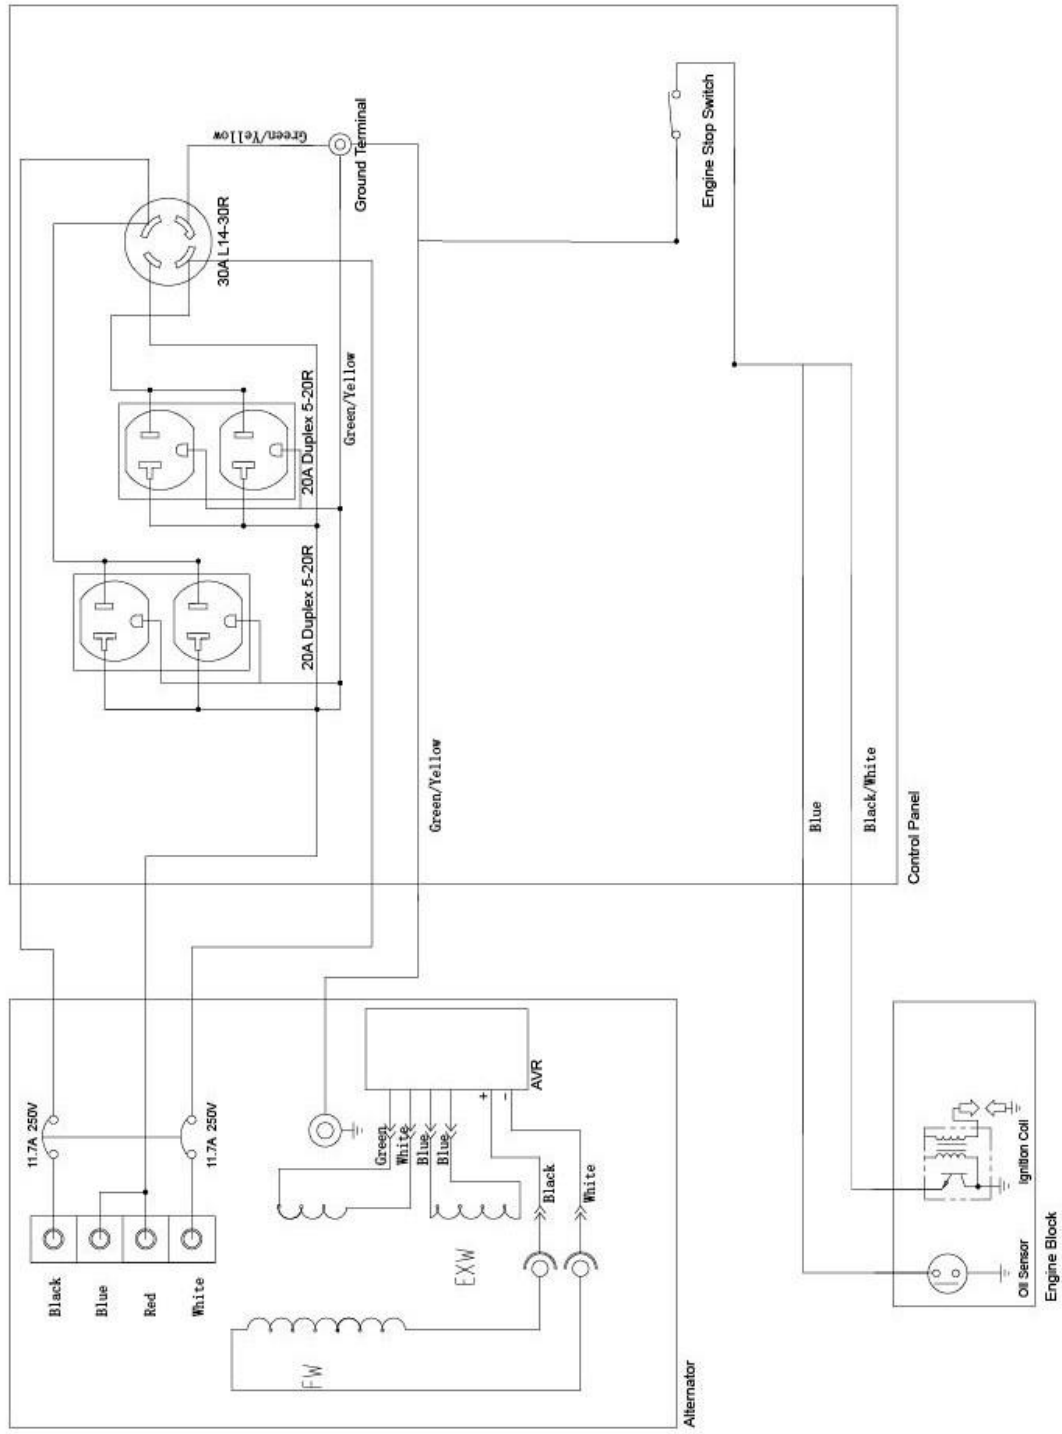 Green/Yellow
Ground Terminal
30A L14-30R
Engine Stop Switch
Green/Yellow
20A Duplex 5-20R
20A Duplex 5-20R
Green/Yellow
Blue
Black/White
Control Panel
11.7A 250V
11.7A 250V
AVR
+
-
Green
White
Blue
Blue
Black
White
Black
Blue
Red
White
EXW
FW
Alternator
Ignition Coil
Oil Sensor
Engine Block